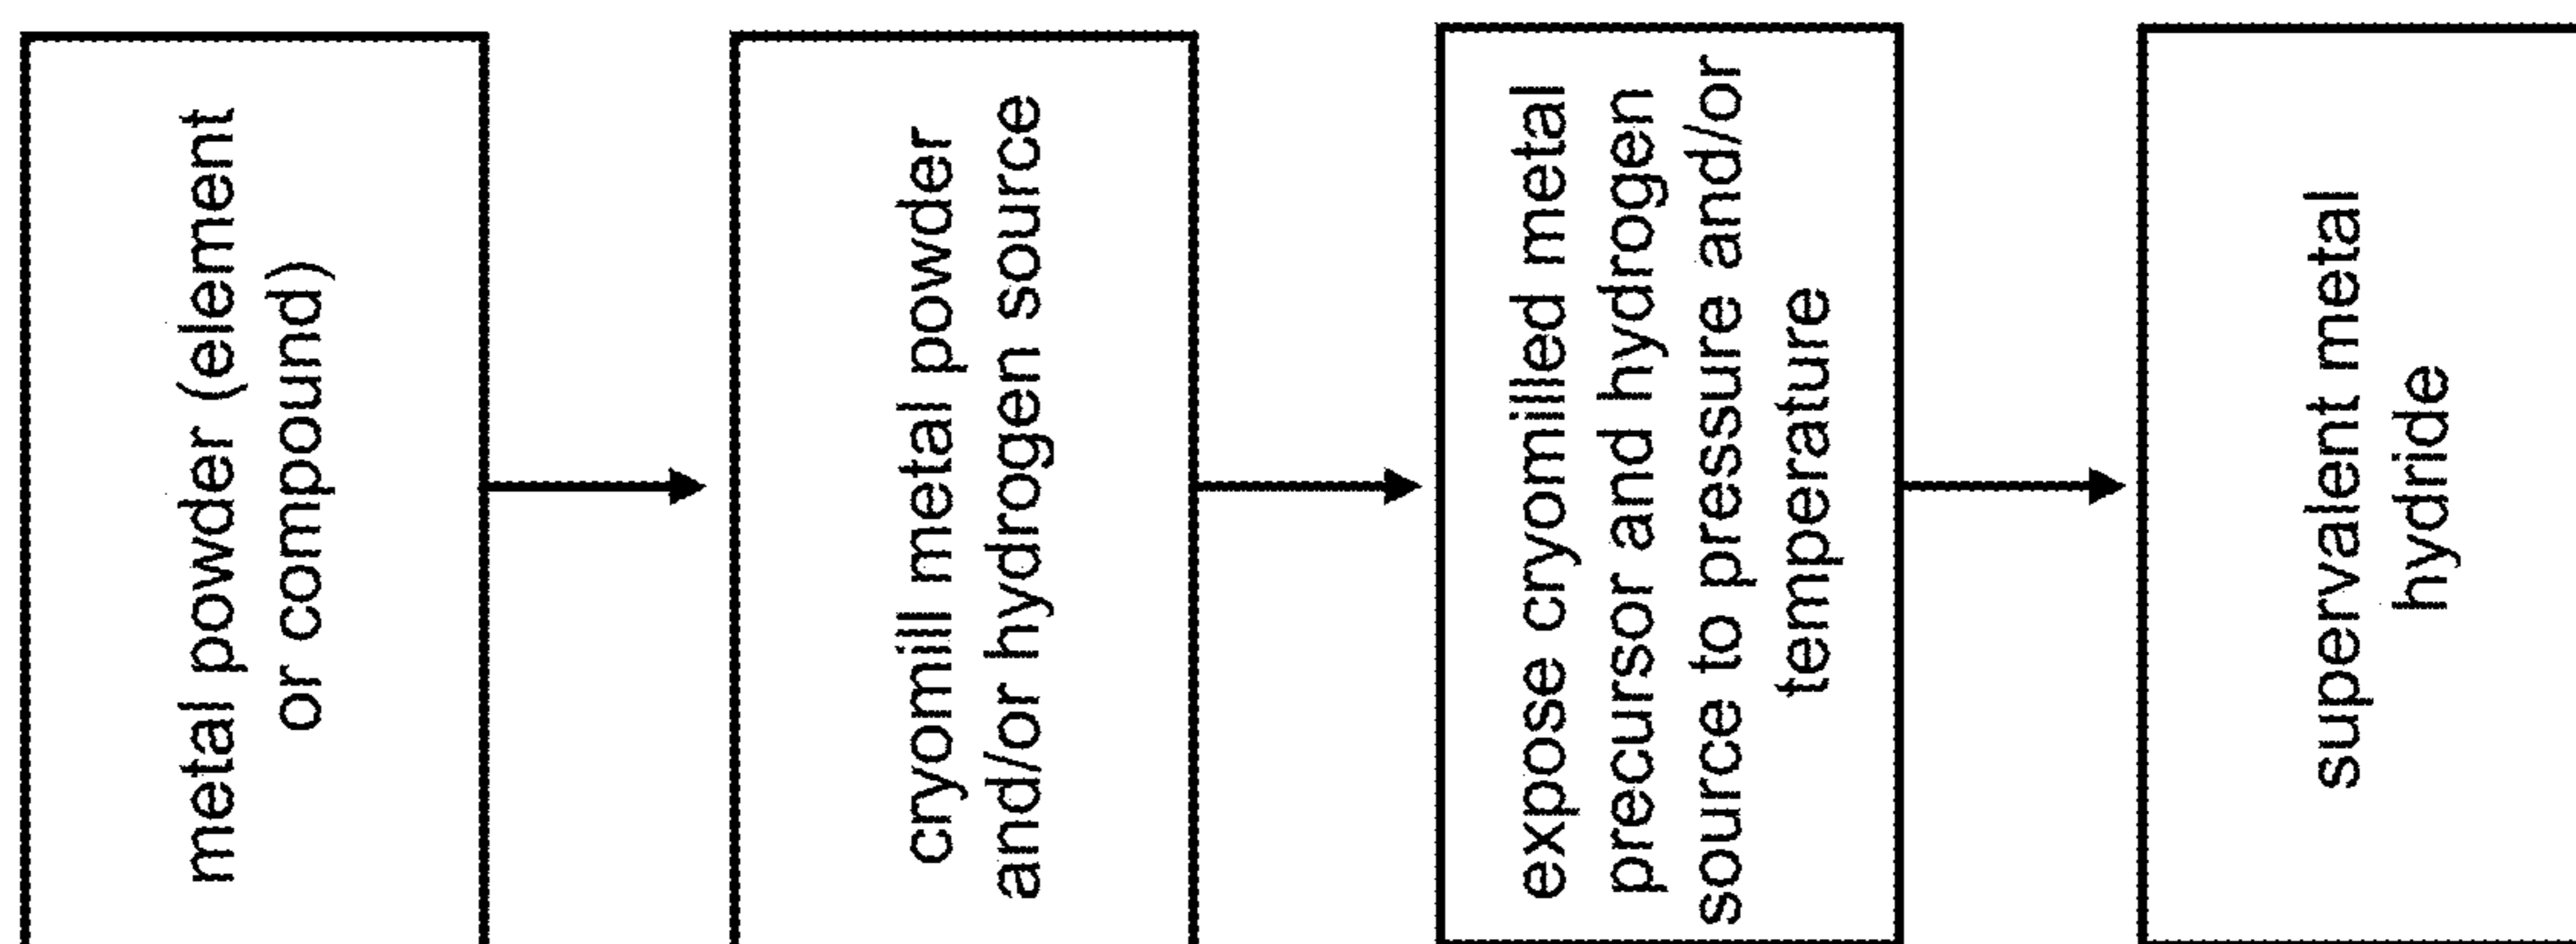 metal powder (element
or compound)
cryomill metal powder
and/or hydrogen source
expose cryomilled metal
precursor and hydrogen
source to pressure and/or
temperature
supervalent metal
hydride